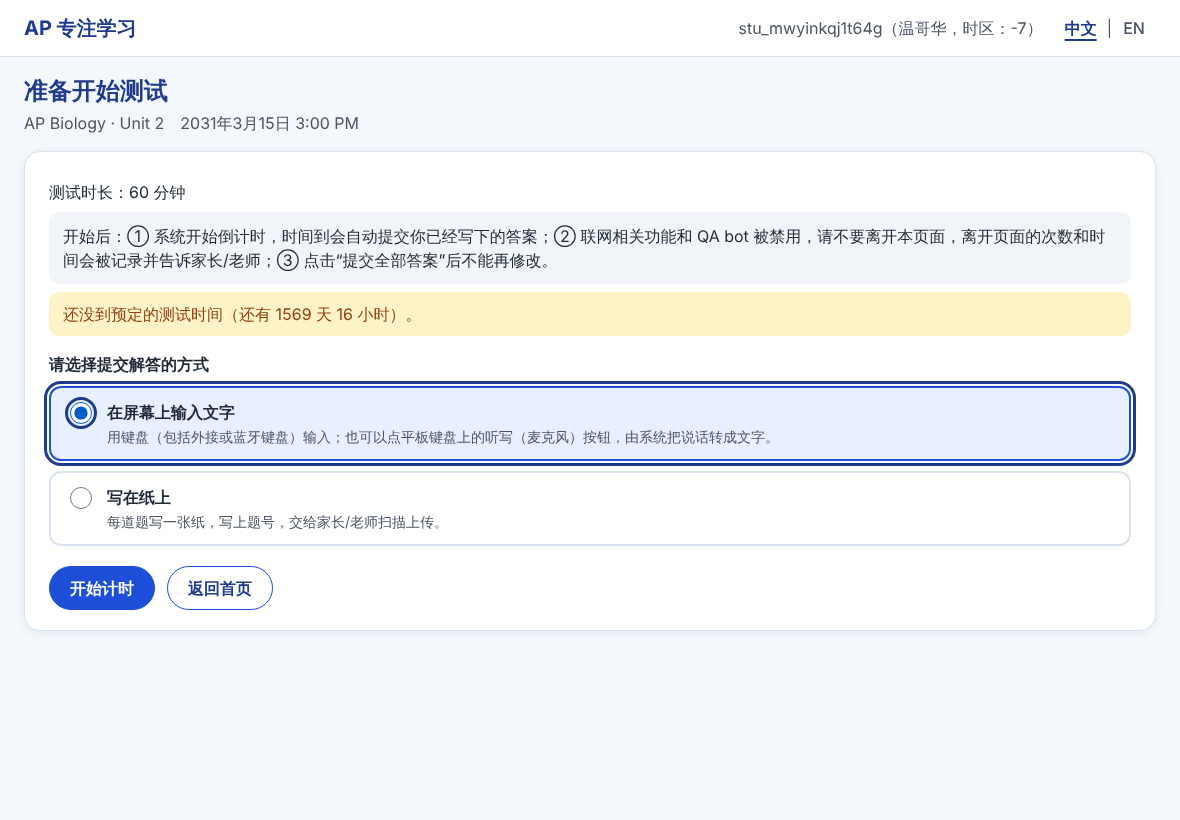 AP 专注学习
stu_mwyinkqj1t64g（温哥华，时区：-7）
中文 | EN
准备开始测试
AP Biology · Unit 2 2031年3月15日 3:00 PM
测试时长：60 分钟
开始后：① 系统开始倒计时，时间到会自动提交你已经写下的答案；② 联网相关功能和 QA bot 被禁用，请不要离开本页面，离开页面的次数和时
间会被记录并告诉家长/老师；③ 点击“提交全部答案”后不能再修改。
还没到预定的测试时间（还有 1569 天 16 小时）。
请选择提交解答的方式
在屏幕上输入文字
用键盘（包括外接或蓝牙键盘）输入；也可以点平板键盘上的听写（麦克风）按钮，由系统把说话转成文字。
写在纸上
每道题写一张纸，写上题号，交给家长/老师扫描上传。
开始计时
返回首页